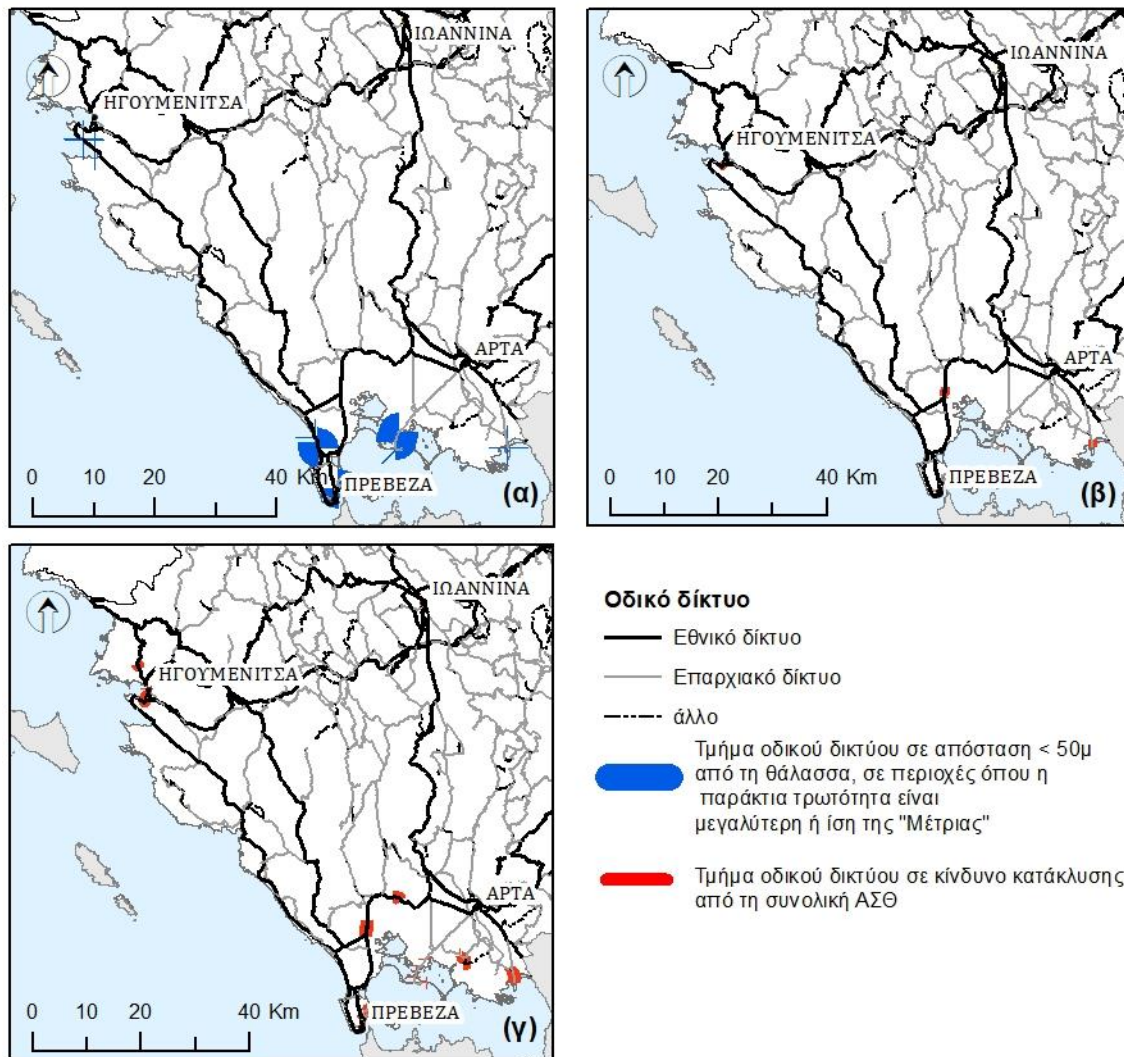 ΙΩΑΝΝΙΝΑ
ΗΓΟΥΜΕΝΙΤΣΑ
ΑΡΤΑ
ΠΡΕΒΕΖΑ
0 10 20 40 Km
(α)
ΙΩΑΝΝΙΝΑ
ΗΓΟΥΜΕΝΙΤΣΑ
ΑΡΤΑ
ΠΡΕΒΕΖΑ
0 10 20 40 Km
(β)
ΙΩΑΝΝΙΝΑ
ΗΓΟΥΜΕΝΙΤΣΑ
ΑΡΤΑ
ΠΡΕΒΕΖΑ
0 10 20 40 Km
(γ)
Οδικό δίκτυο
Εθνικό δίκτυο
Επαρχιακό δίκτυο
άλλο
Τμήμα οδικού δικτύου σε απόσταση < 50μ
από τη θάλασσα, σε περιοχές όπου η
παράκτια τρωτότητα είναι
μεγαλύτερη ή ίση της "Μέτριας"
Τμήμα οδικού δικτύου σε κίνδυνο κατάκλυσης
από τη συνολική ΑΣΘ